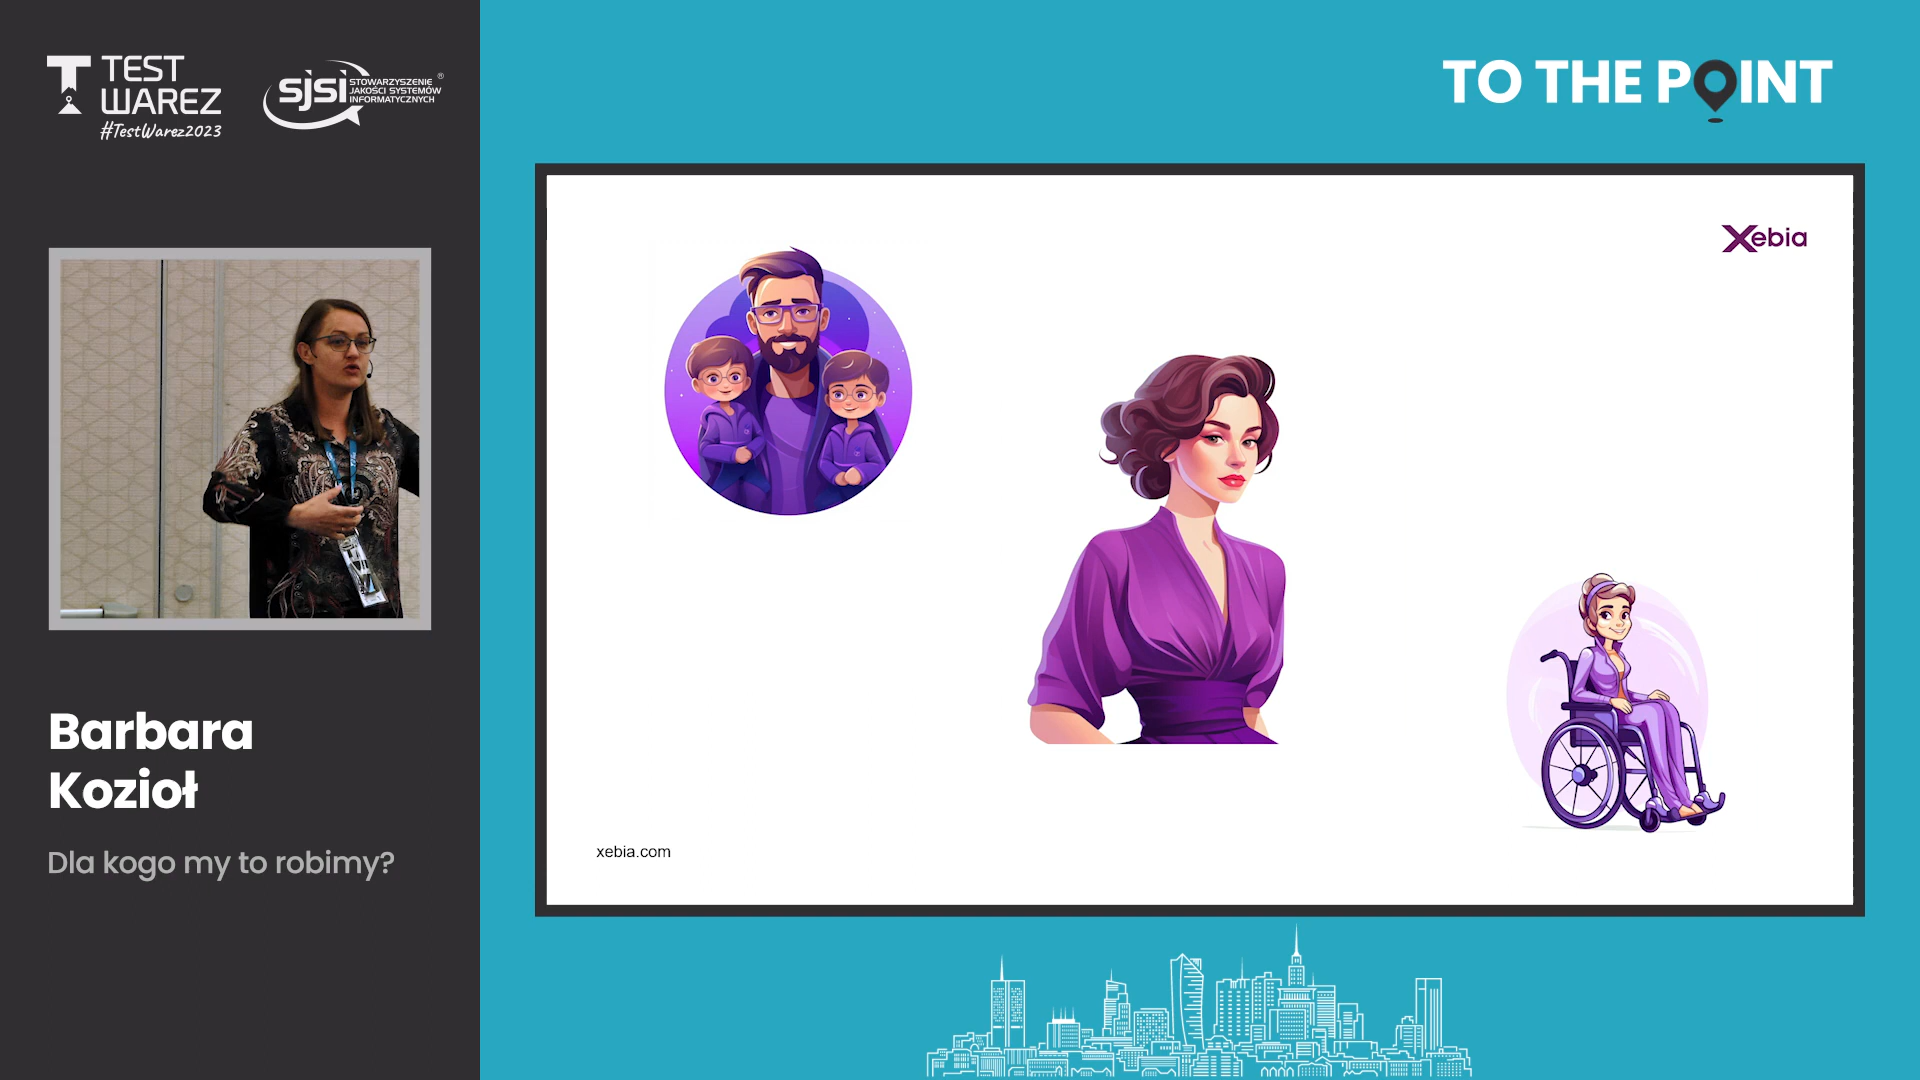 TEST
WAREZ
#TestWarez2023
sjsi
STOWARZYSZENIE
JAKOŚCI SYSTEMÓW
INFORMATYCZNYCH
®
TO THE POINT
Xebia
Barbara
Kozioł
Dla kogo my to robimy?
xebia.com